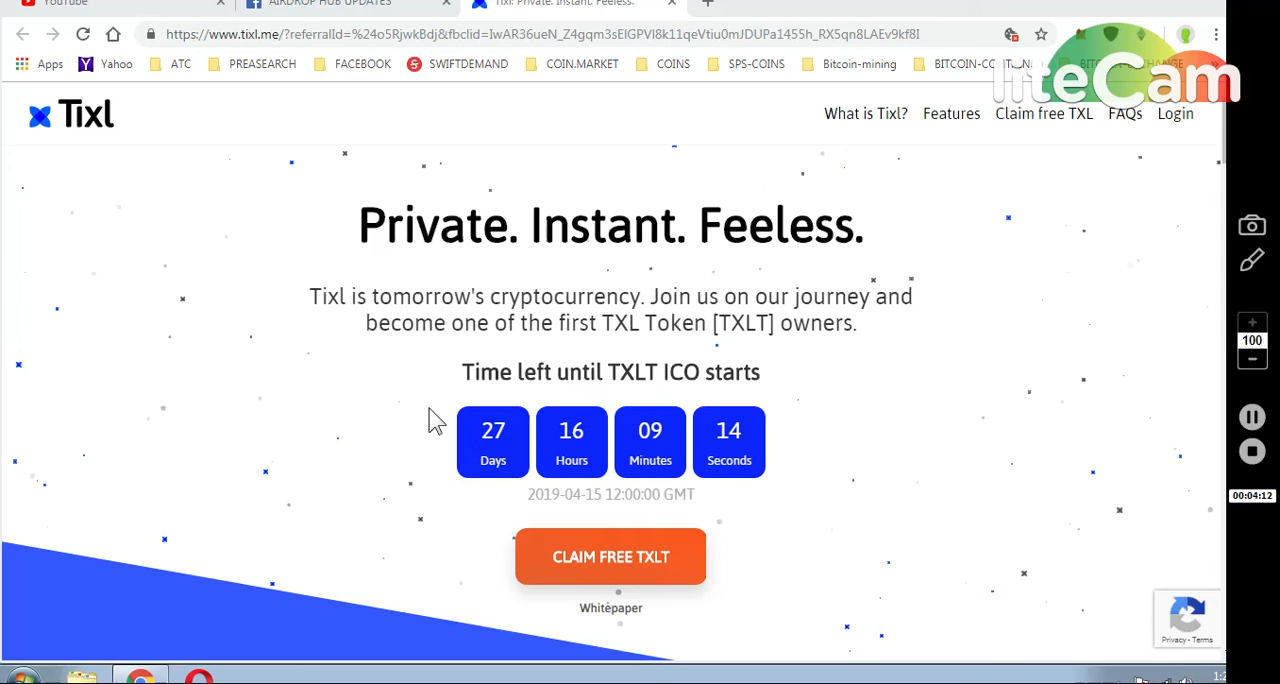 YouTube
AIRDROP HUB UPDATES
Tixl: Private. Instant. Feeless.
https://www.tixl.me/?referralId=%24o5RjwkBdj&fbclid=IwAR36ueN_Z4gqm3sElGPVl8k11qeVtiu0mJDUPa1455h_RX5qn8LAEv9kf8I
Apps
Yahoo
ATC
PREASEARCH
FACEBOOK
SWIFTDEMAND
COIN.MARKET
COINS
SPS-COINS
Bitcoin-mining
liteCam
Tixl
What is Tixl?
Features
Claim free TXL
FAQs
Login
Private. Instant. Feeless.
Tixl is tomorrow's cryptocurrency. Join us on our journey and
become one of the first TXL Token [TXLT] owners.
Time left until TXLT ICO starts
27 16 09 14
Days Hours Minutes Seconds
2019-04-15 12:00:00 GMT
CLAIM FREE TXLT
Whitepaper
Privacy - Terms
100
00:04:12